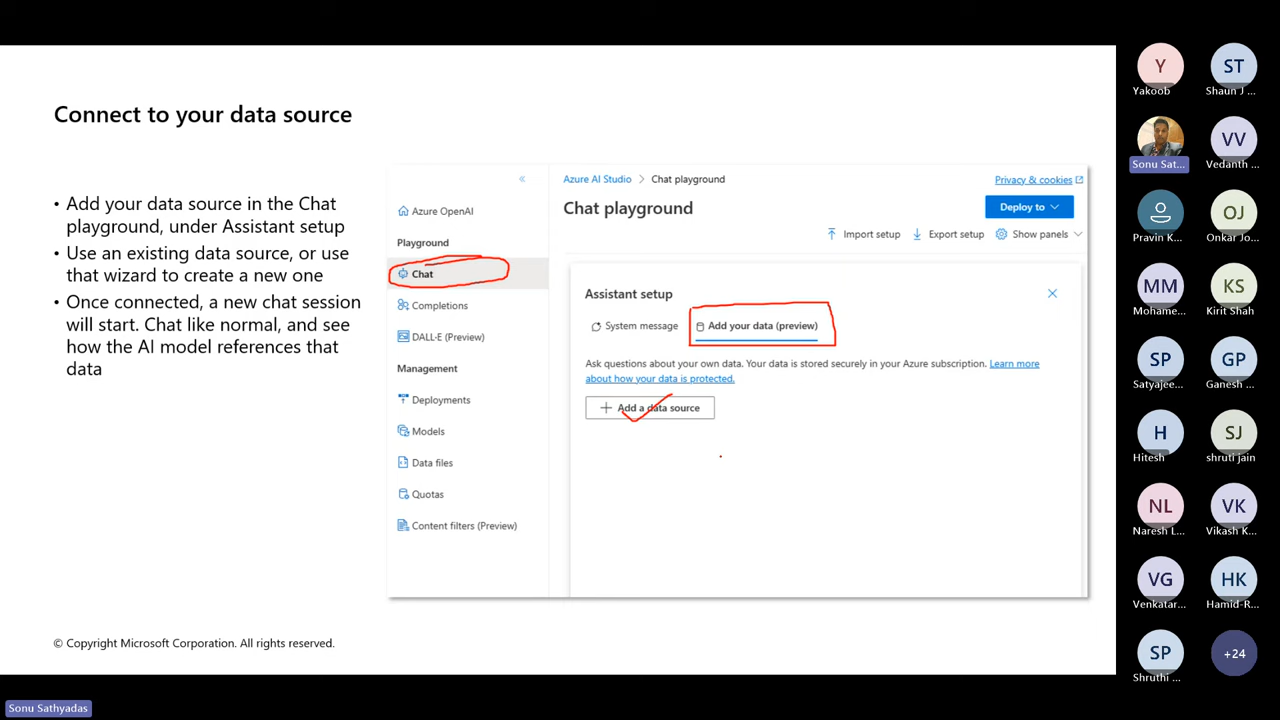 Connect to your data source
• Add your data source in the Chat
playground, under Assistant setup
• Use an existing data source, or use
that wizard to create a new one
• Once connected, a new chat session
will start. Chat like normal, and see
how the AI model references that
data
© Copyright Microsoft Corporation. All rights reserved.
«
Azure OpenAI
Playground
Chat
Completions
DALL·E (Preview)
Management
Deployments
Models
Data files
Quotas
Content filters (Preview)
Azure AI Studio > Chat playground
Privacy & cookies
Chat playground
Deploy to
Import setup
Export setup
Show panels
Assistant setup
System message
Add your data (preview)
Ask questions about your own data. Your data is stored securely in your Azure subscription. Learn more
about how your data is protected.
+ Add a data source
Y
Yakoob
ST
Shaun J ...
Sonu Sat...
VV
Vedanth ...
Pravin K...
OJ
Onkar Jo...
MM
Mohame...
KS
Kirit Shah
SP
Satyajee...
GP
Ganesh ...
H
Hitesh
SJ
shruti jain
NL
Naresh L...
VK
Vikash K...
VG
Venkatar...
HK
Hamid-R...
SP
Shruthi ...
+24
Sonu Sathyadas